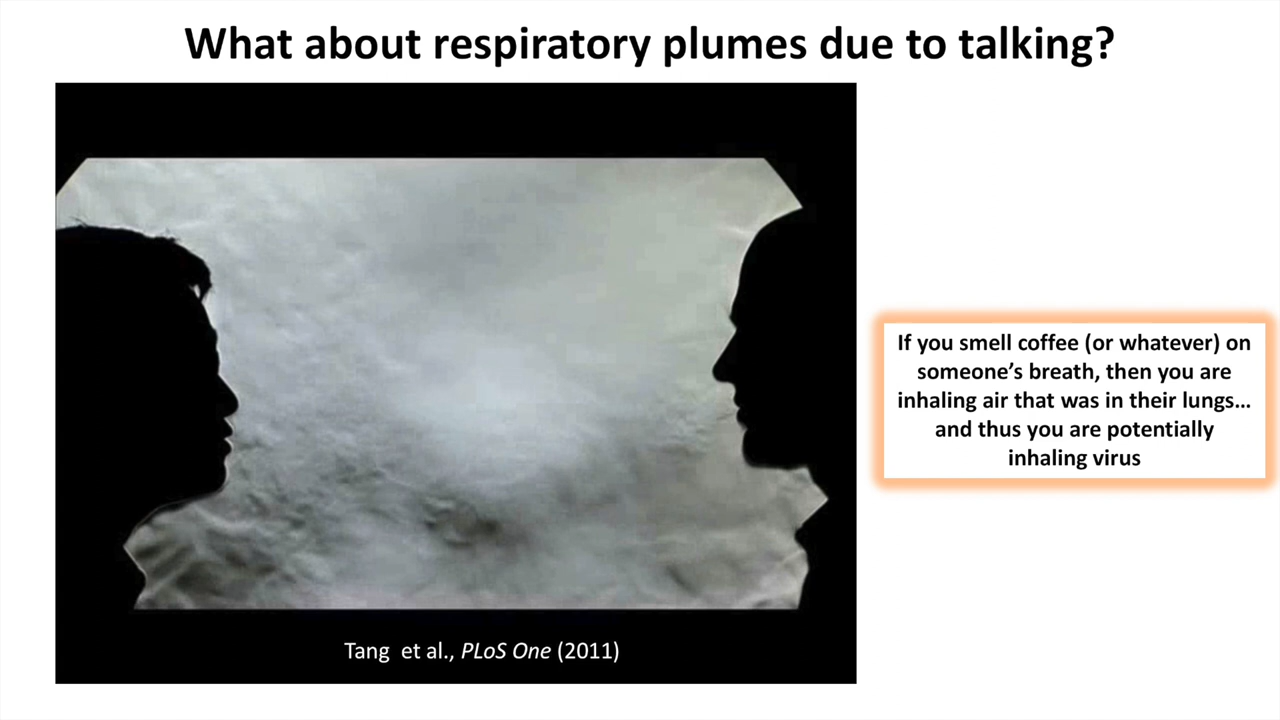 What about respiratory plumes due to talking?
If you smell coffee (or whatever) on
someone’s breath, then you are
inhaling air that was in their lungs…
and thus you are potentially
inhaling virus
Tang et al., PLoS One (2011)